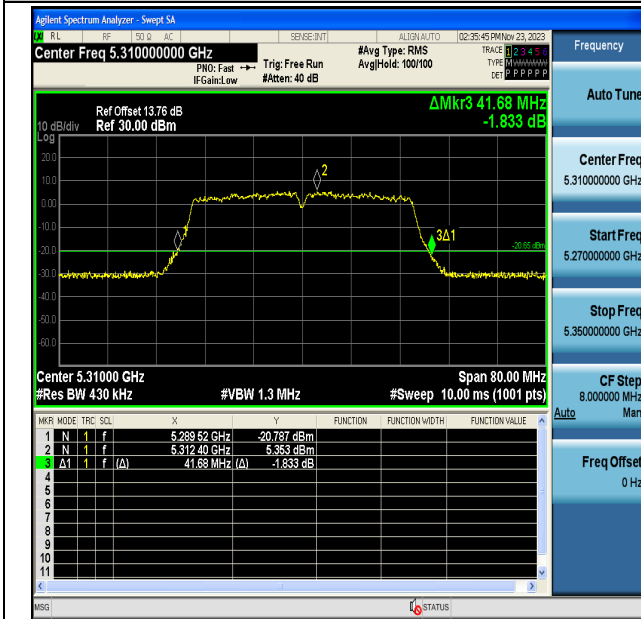 Agilent Spectrum Analyzer - Swept SA
RL RF 50 Ω AC SENSE:INT ALIGN AUTO 02:35:45 PM Nov 23, 2023
Center Freq 5.310000000 GHz
PNO: Fast
IFGain:Low
Trig: Free Run
#Atten: 40 dB
#Avg Type: RMS
Avg|Hold: 100/100
TRACE 1 2 3 4 5 6
TYPE M
DET P P P P P P
Frequency
ΔMkr3 41.68 MHz
-1.833 dB
Ref Offset 13.76 dB
10 dB/div Ref 30.00 dBm
Log
20.0
10.0
0.00
-10.0
-20.0
-30.0
-40.0
-50.0
-60.0
2
3Δ1
-20.65 dBm
Center 5.31000 GHz Span 80.00 MHz
#Res BW 430 kHz #VBW 1.3 MHz #Sweep 10.00 ms (1001 pts)
MKR MODE TRC SCL X Y FUNCTION FUNCTION WIDTH FUNCTION VALUE
1 N 1 f 5.289 52 GHz -20.787 dBm
2 N 1 f 5.312 40 GHz 5.353 dBm
3 Δ1 1 f (Δ) 41.68 MHz (Δ) -1.833 dB
4
5
6
7
8
9
10
11
MSG STATUS
Auto Tune
Center Freq
5.310000000 GHz
Start Freq
5.270000000 GHz
Stop Freq
5.350000000 GHz
CF Step
8.000000 MHz
Auto Man
Freq Offset
0 Hz